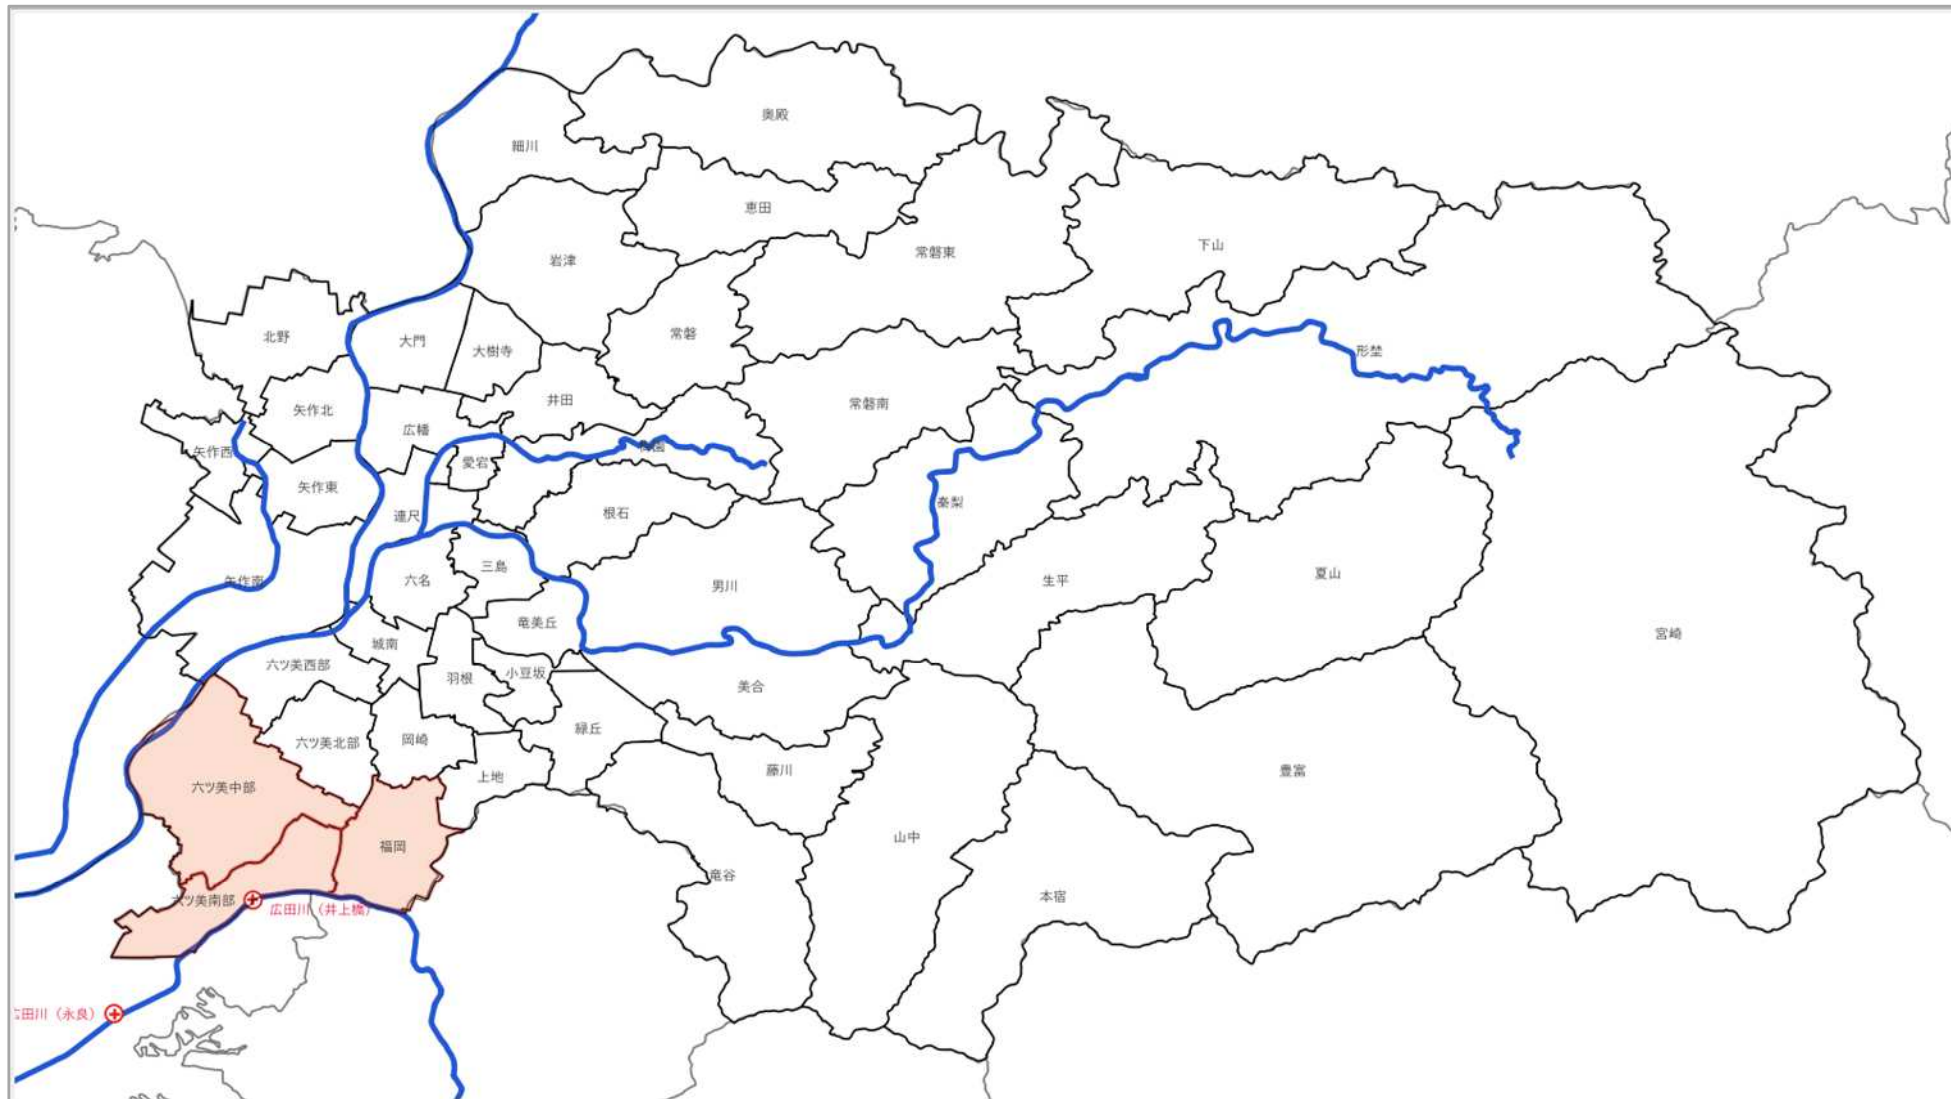 奥殿
細川
恵田
常磐東
下山
岩津
北野
大門
大樹寺
常磐
形埜
矢作北
井田
常磐南
広幡
矢作西
愛宕
矢作東
秦梨
連尺
根石
三島
六名
矢作南
男川
生平
夏山
竜美丘
宮崎
城南
六ツ美西部
羽根
小豆坂
美合
緑丘
六ツ美北部
岡崎
上地
藤川
豊富
六ツ美中部
山中
福岡
竜谷
本宿
六ツ美南部
広田川（井上橋）
広田川（永良）